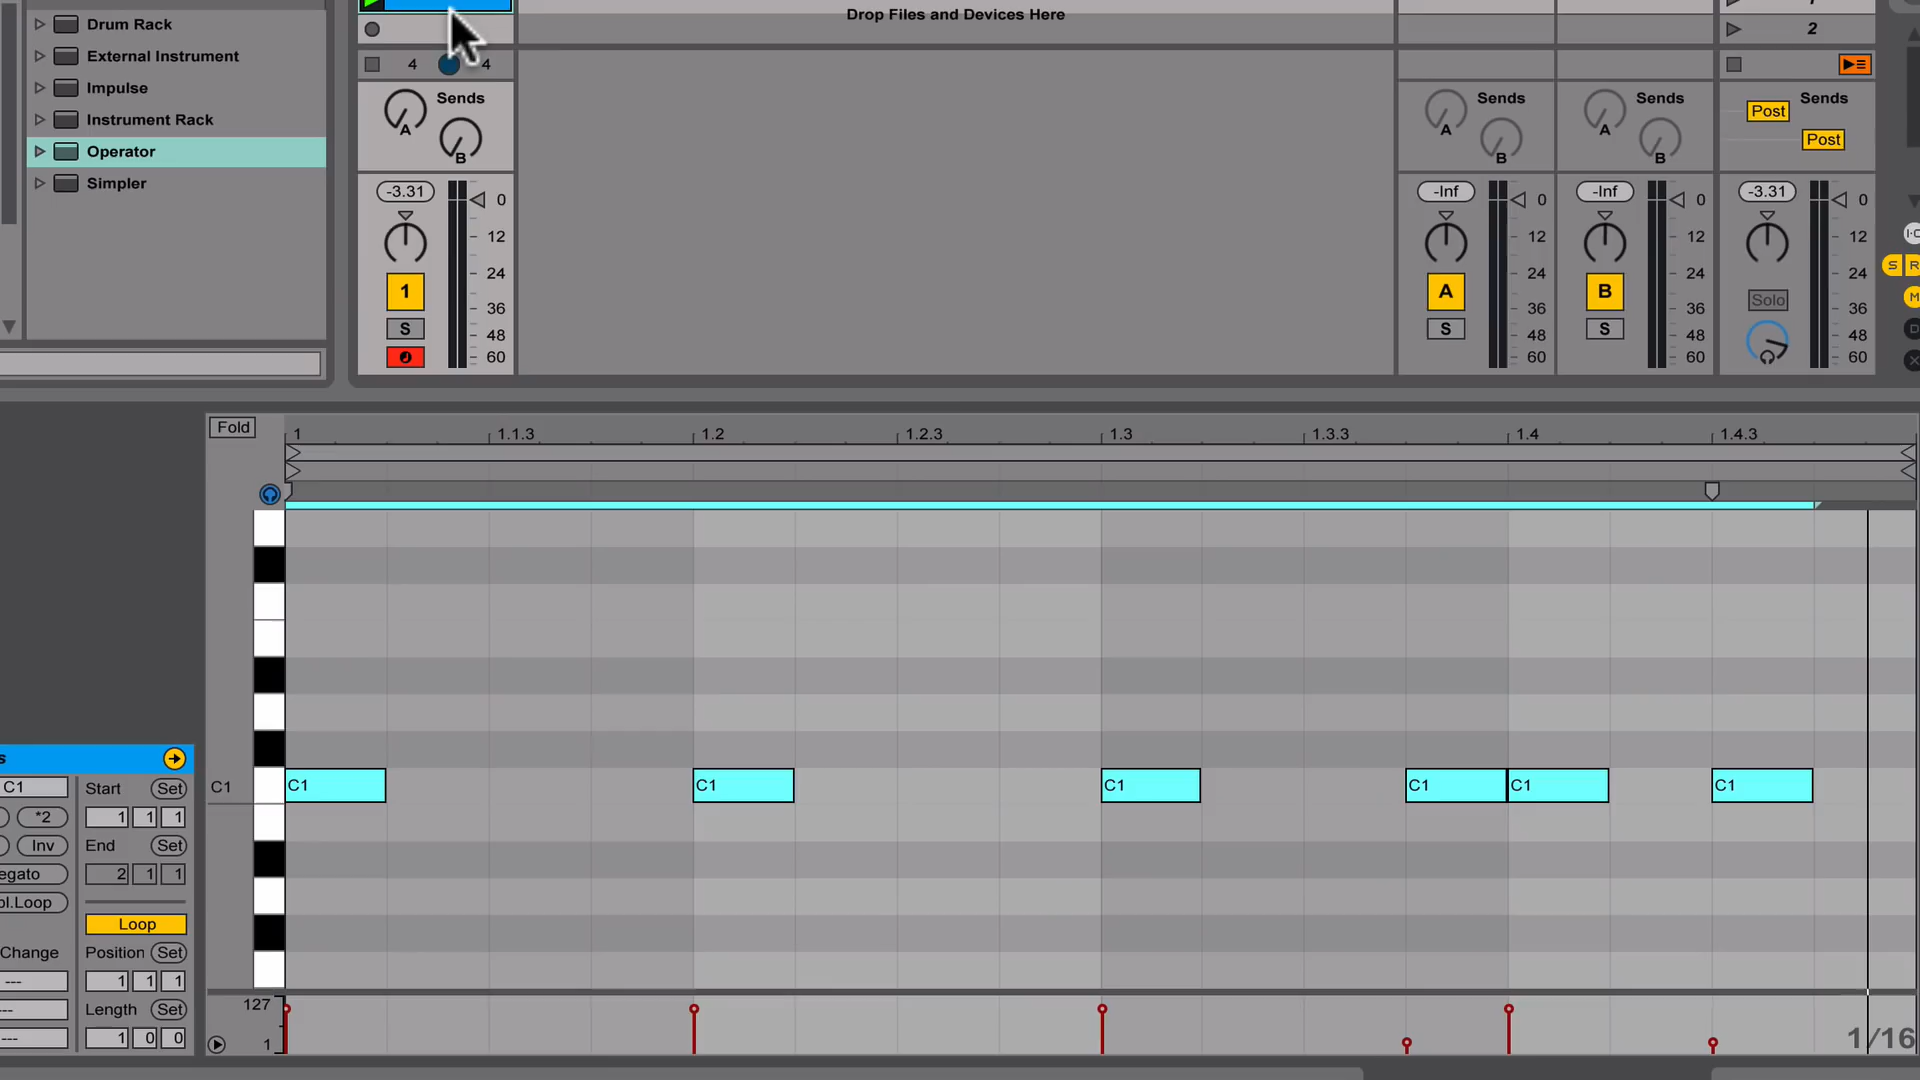 Drum Rack
External Instrument
Impulse
Instrument Rack
Operator
Simpler
Drop Files and Devices Here
2
4 4
Sends
A
B
-3.31
0
12
24
36
48
60
1
S
Sends
A
B
-Inf
0
12
24
36
48
60
A
S
Sends
A
B
-Inf
0
12
24
36
48
60
B
S
Sends
Post
Post
-3.31
0
12
24
36
48
60
Solo
S R
M
D
X
Fold
1 1.1.3 1.2 1.2.3 1.3 1.3.3 1.4 1.4.3
C1
C1 C1 C1 C1 C1 C1
s
C1
*2
Inv
egato
ol.Loop
Change
---
---
---
Start Set
1 1 1
End Set
2 1 1
Loop
Position Set
1 1 1
Length Set
1 0 0
127
1
1/16